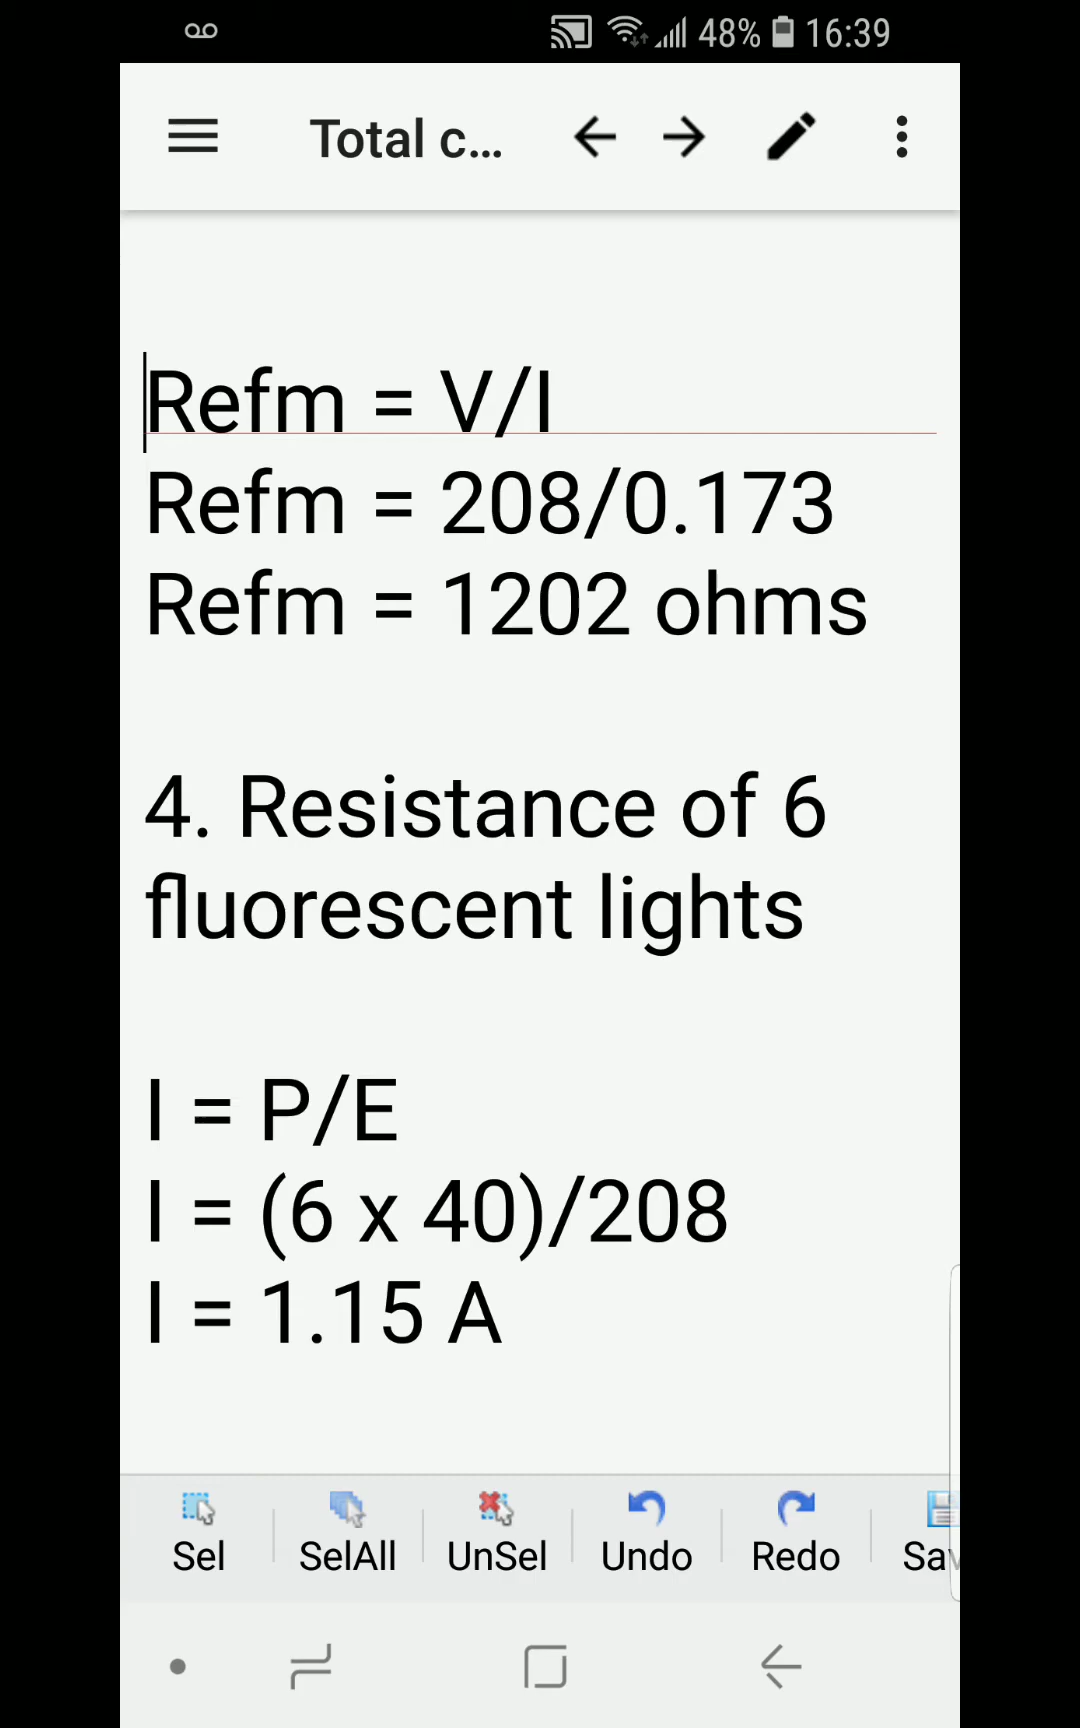 48% 16:39
Total c...
Refm = V/I
Refm = 208/0.173
Refm = 1202 ohms
4. Resistance of 6
fluorescent lights
I = P/E
I = (6 x 40)/208
I = 1.15 A
Sel SelAll UnSel Undo Redo Sav